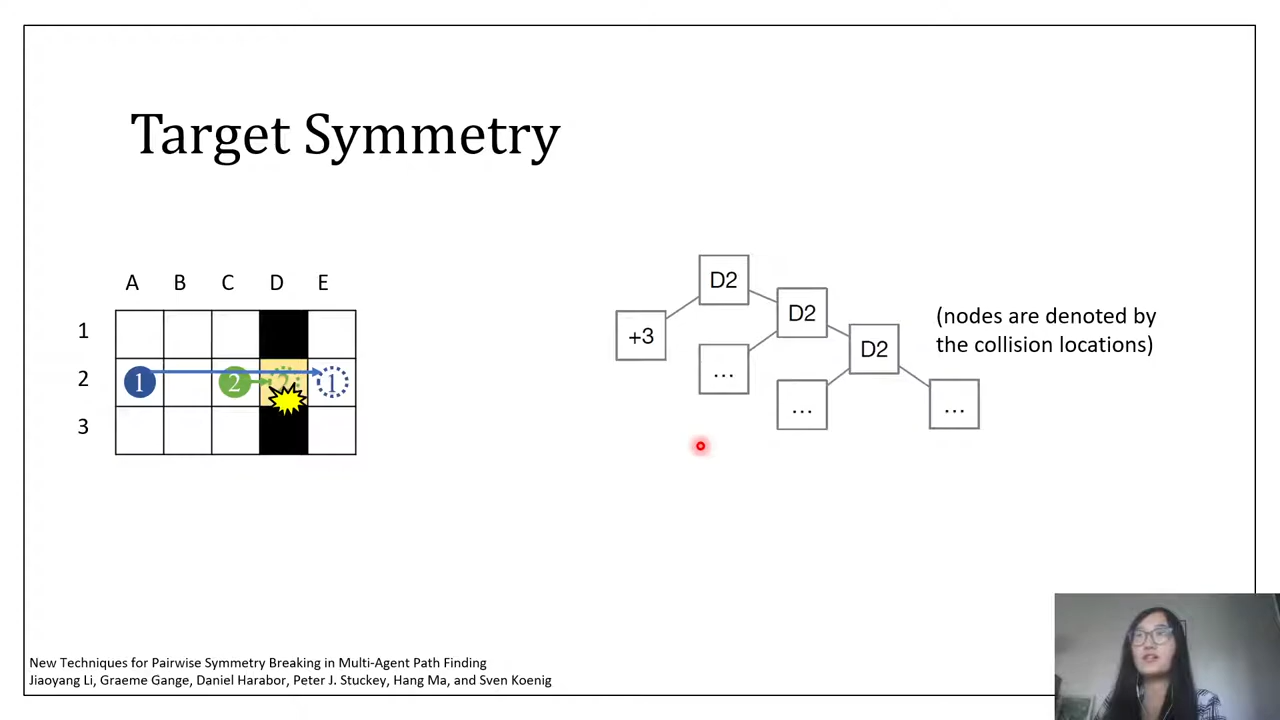 Target Symmetry
A B C D E
1
2
3
1 2 2 1
D2
D2
+3
D2
...
...
...
(nodes are denoted by
the collision locations)
New Techniques for Pairwise Symmetry Breaking in Multi-Agent Path Finding
Jiaoyang Li, Graeme Gange, Daniel Harabor, Peter J. Stuckey, Hang Ma, and Sven Koenig